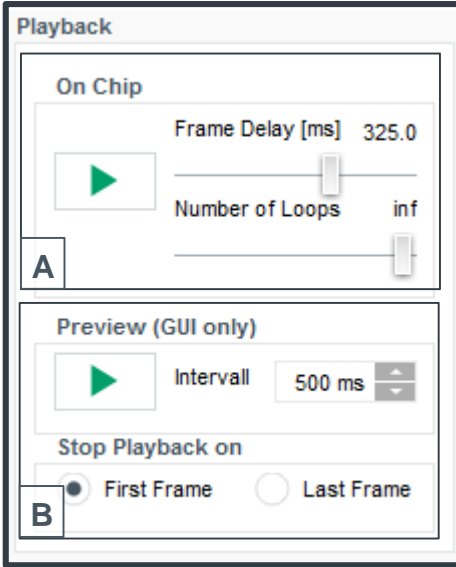 Playback
On Chip
Frame Delay [ms] 325.0
Number of Loops inf
A
Preview (GUI only)
Intervall 500 ms
Stop Playback on
First Frame Last Frame
B